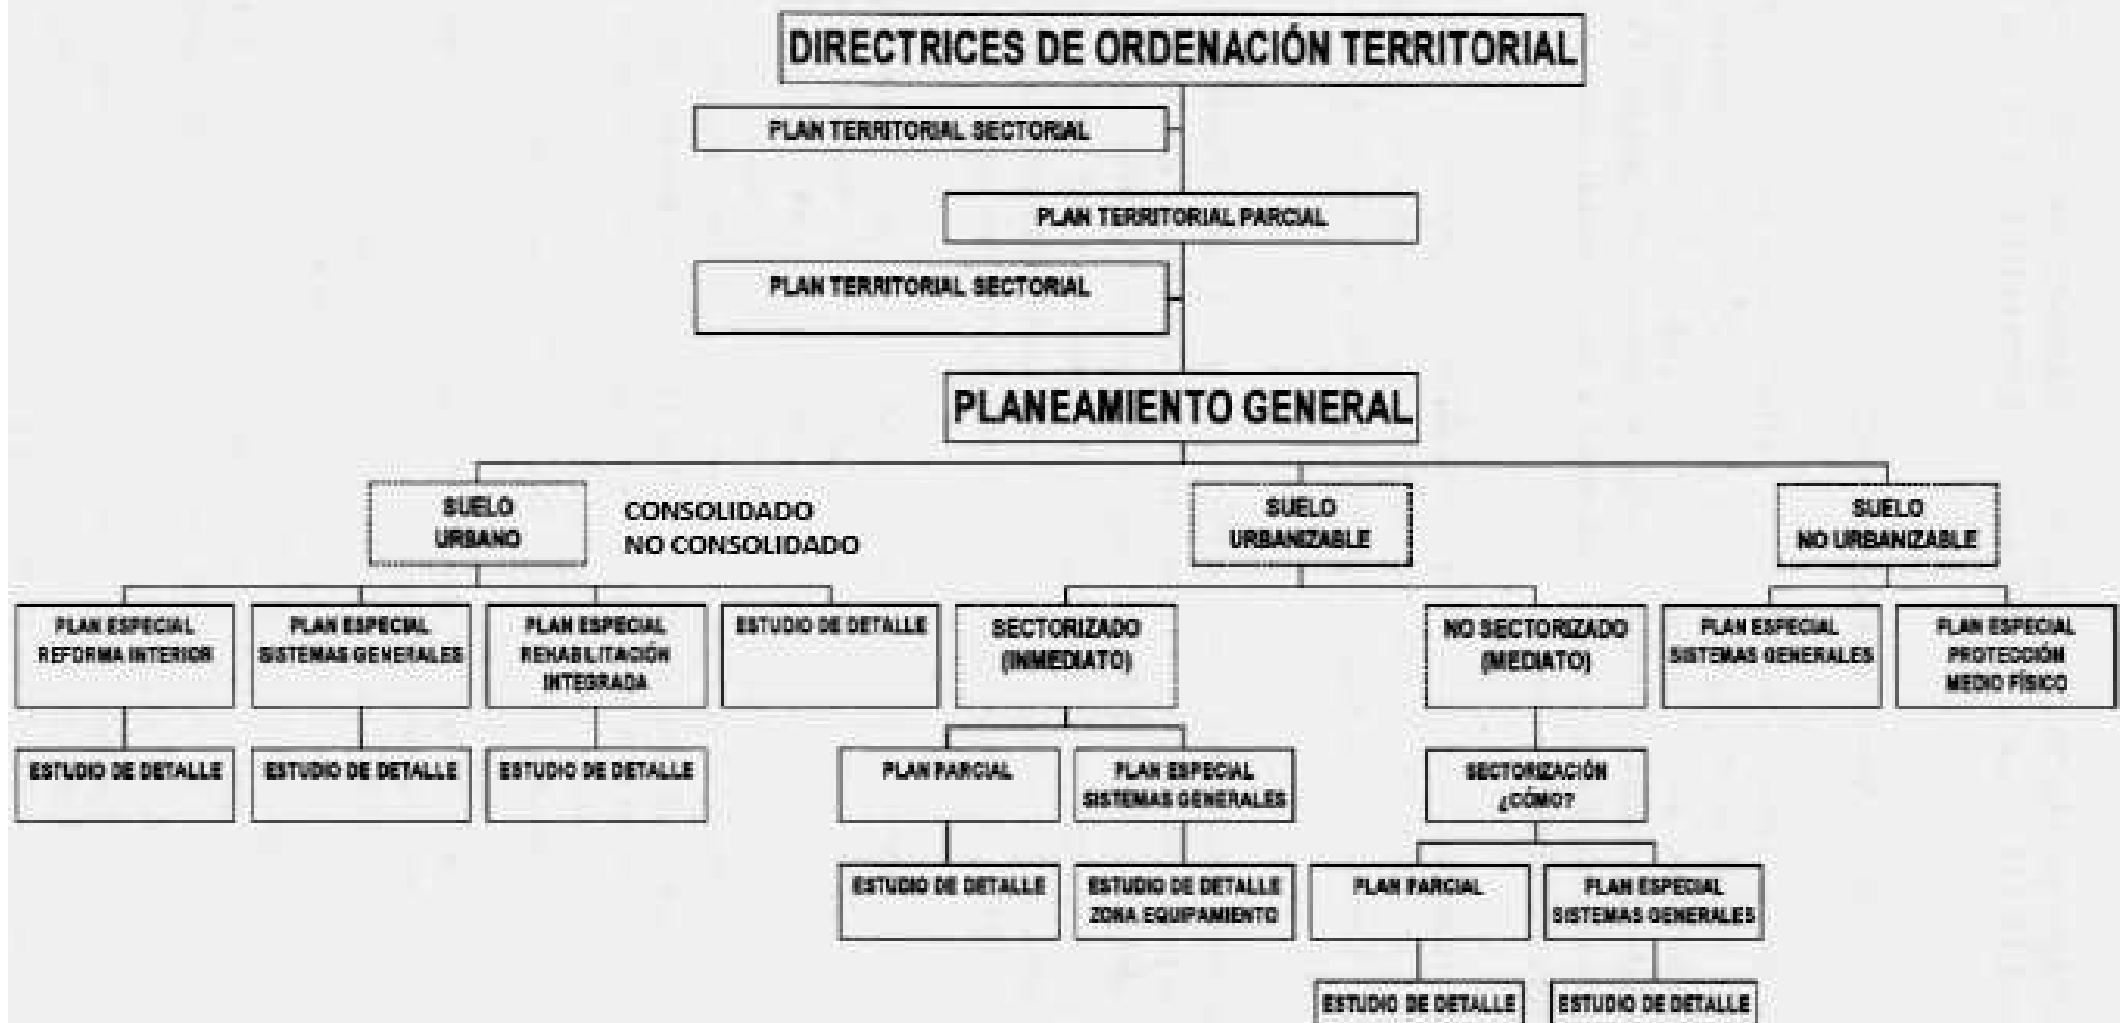 DIRECTRICES DE ORDENACIÓN TERRITORIAL
PLAN TERRITORIAL SECTORIAL
PLAN TERRITORIAL PARCIAL
PLAN TERRITORIAL SECTORIAL
PLANEAMIENTO GENERAL
SUELO
URBANO
CONSOLIDADO
NO CONSOLIDADO
SUELO
URBANIZABLE
SUELO
NO URBANIZABLE
PLAN ESPECIAL
REFORMA INTERIOR
PLAN ESPECIAL
SISTEMAS GENERALES
PLAN ESPECIAL
REHABILITACIÓN
INTEGRADA
ESTUDIO DE DETALLE
SECTORIZADO
(INMEDIATO)
NO SECTORIZADO
(MEDIATO)
PLAN ESPECIAL
SISTEMAS GENERALES
PLAN ESPECIAL
PROTECCIÓN
MEDIO FÍSICO
ESTUDIO DE DETALLE
ESTUDIO DE DETALLE
ESTUDIO DE DETALLE
PLAN PARCIAL
PLAN ESPECIAL
SISTEMAS GENERALES
SECTORIZACIÓN
¿CÓMO?
ESTUDIO DE DETALLE
ESTUDIO DE DETALLE
ZONA EQUIPAMIENTO
PLAN PARCIAL
PLAN ESPECIAL
SISTEMAS GENERALES
ESTUDIO DE DETALLE
ESTUDIO DE DETALLE